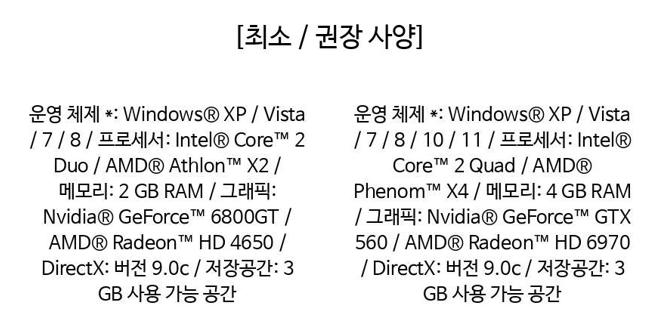 [최소 / 권장 사양]
운영 체제 *: Windows® XP / Vista
/ 7 / 8 / 프로세서: Intel® Core™ 2
Duo / AMD® Athlon™ X2 /
메모리: 2 GB RAM / 그래픽:
Nvidia® GeForce™ 6800GT /
AMD® Radeon™ HD 4650 /
DirectX: 버전 9.0c / 저장공간: 3
GB 사용 가능 공간
운영 체제 *: Windows® XP / Vista
/ 7 / 8 / 10 / 11 / 프로세서: Intel®
Core™ 2 Quad / AMD®
Phenom™ X4 / 메모리: 4 GB RAM
/ 그래픽: Nvidia® GeForce™ GTX
560 / AMD® Radeon™ HD 6970
/ DirectX: 버전 9.0c / 저장공간: 3
GB 사용 가능 공간